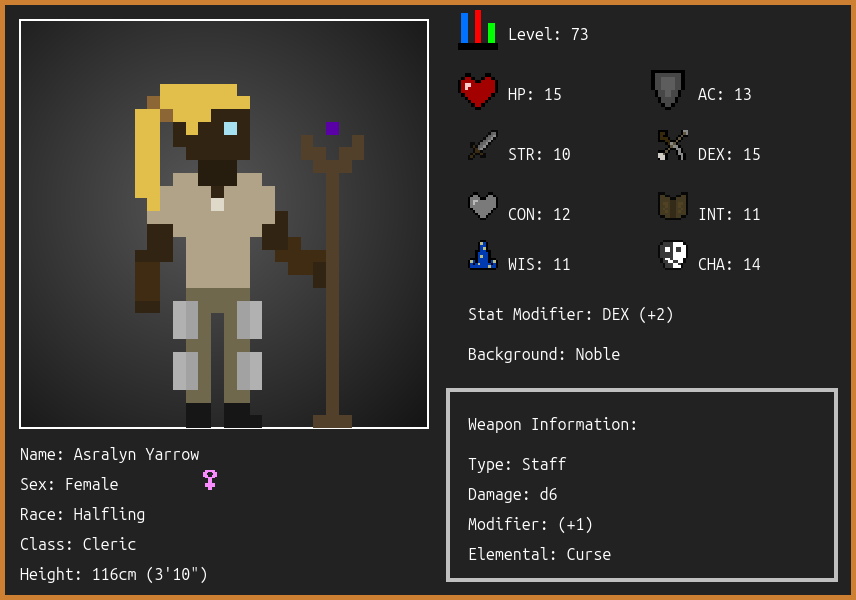 Level: 73
HP: 15
AC: 13
STR: 10
DEX: 15
CON: 12
INT: 11
WIS: 11
CHA: 14
Stat Modifier: DEX (+2)
Background: Noble
Weapon Information:
Type: Staff
Damage: d6
Modifier: (+1)
Elemental: Curse
Name: Asralyn Yarrow
Sex: Female
Race: Halfling
Class: Cleric
Height: 116cm (3'10")